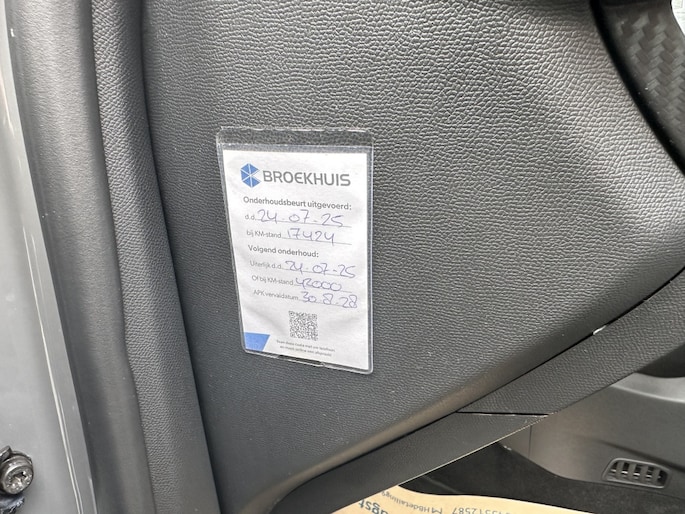 BROEKHUIS
Onderhoudsbeurt uitgevoerd:
d.d. 24-07-25
bij KM-stand: 17424
Volgend onderhoud:
Uiterlijk d.d. 24-07-25
Of bij KM-stand: 42000
APK vervaldatum: 30-8-28